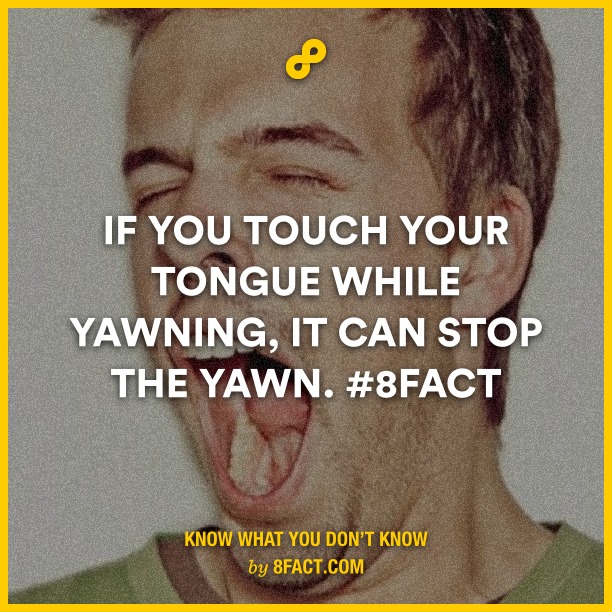 IF YOU TOUCH YOUR
TONGUE WHILE
YAWNING, IT CAN STOP
THE YAWN. #8FACT
KNOW WHAT YOU DON'T KNOW
by 8FACT.COM